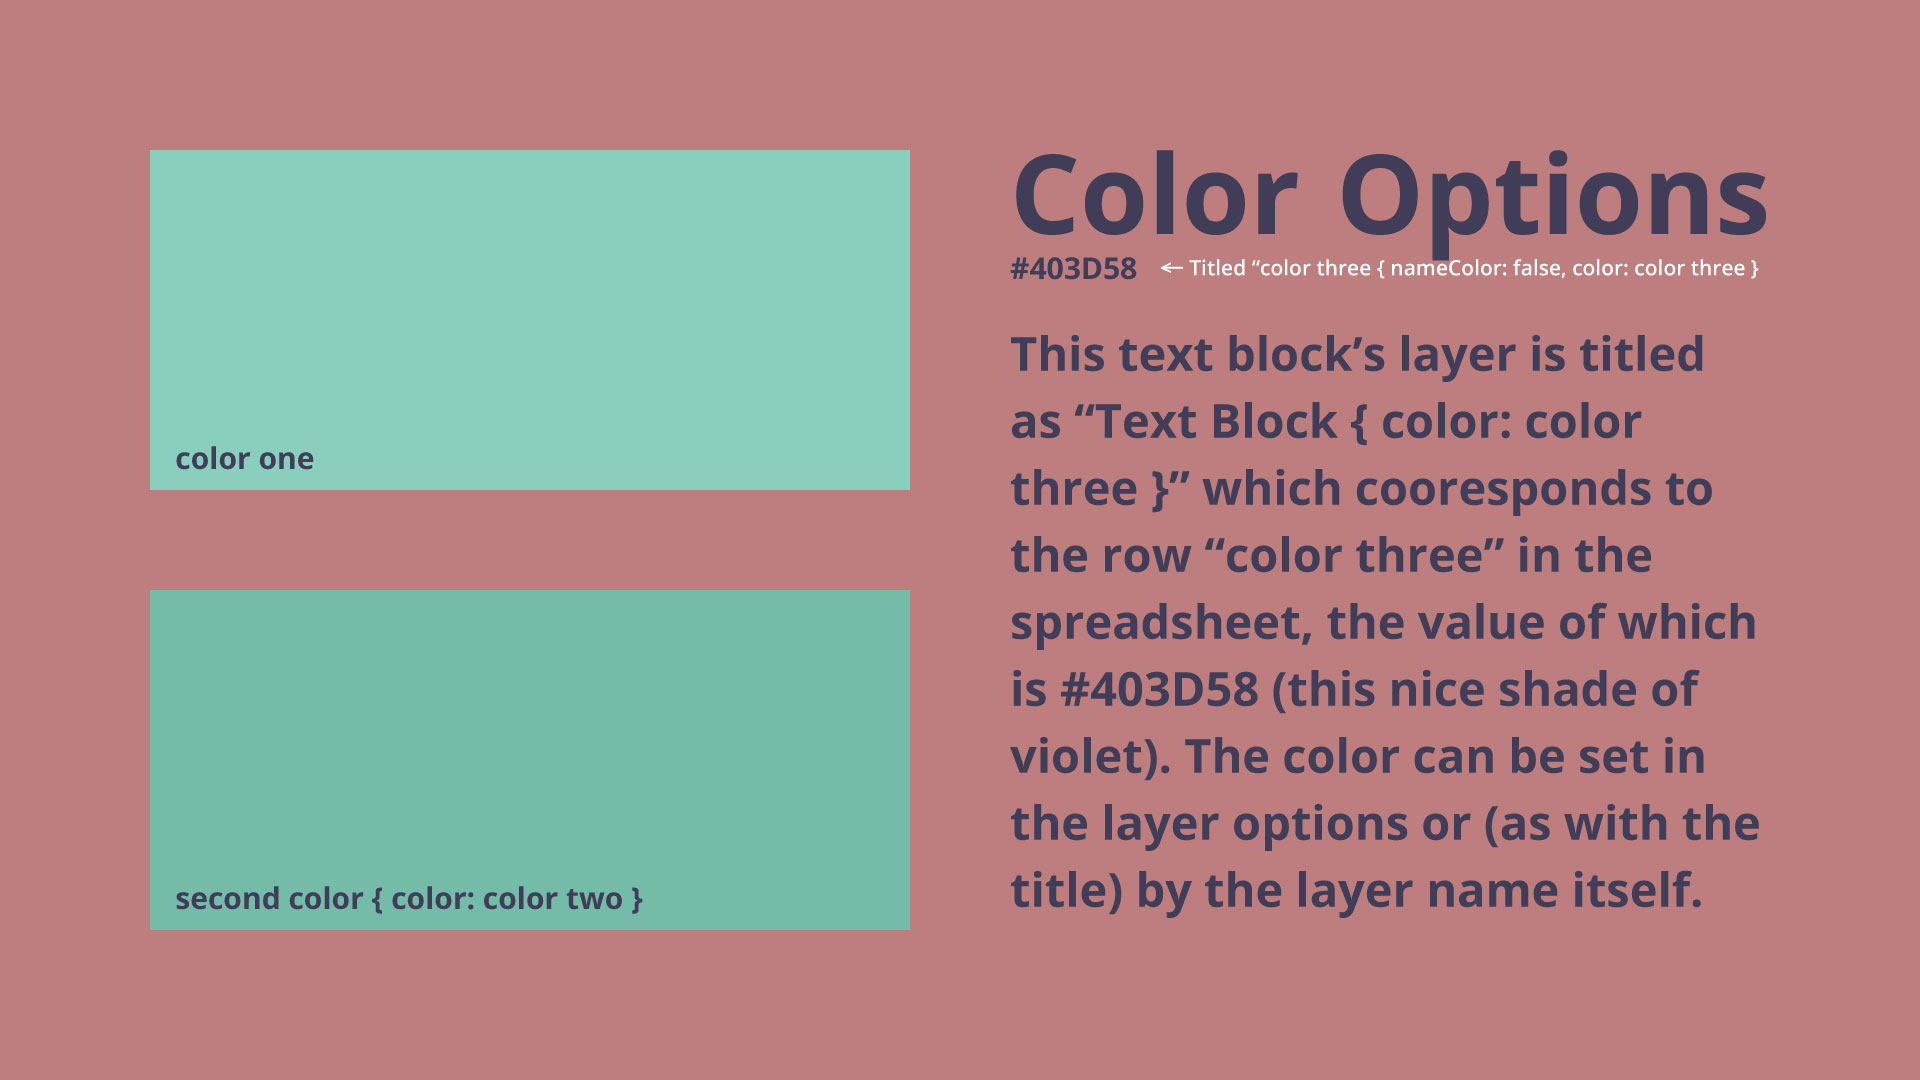 color one
second color { color: color two }
Color Options
#403D58 ← Titled “color three { nameColor: false, color: color three }
This text block’s layer is titled
as “Text Block { color: color
three }” which cooresponds to
the row “color three” in the
spreadsheet, the value of which
is #403D58 (this nice shade of
violet). The color can be set in
the layer options or (as with the
title) by the layer name itself.